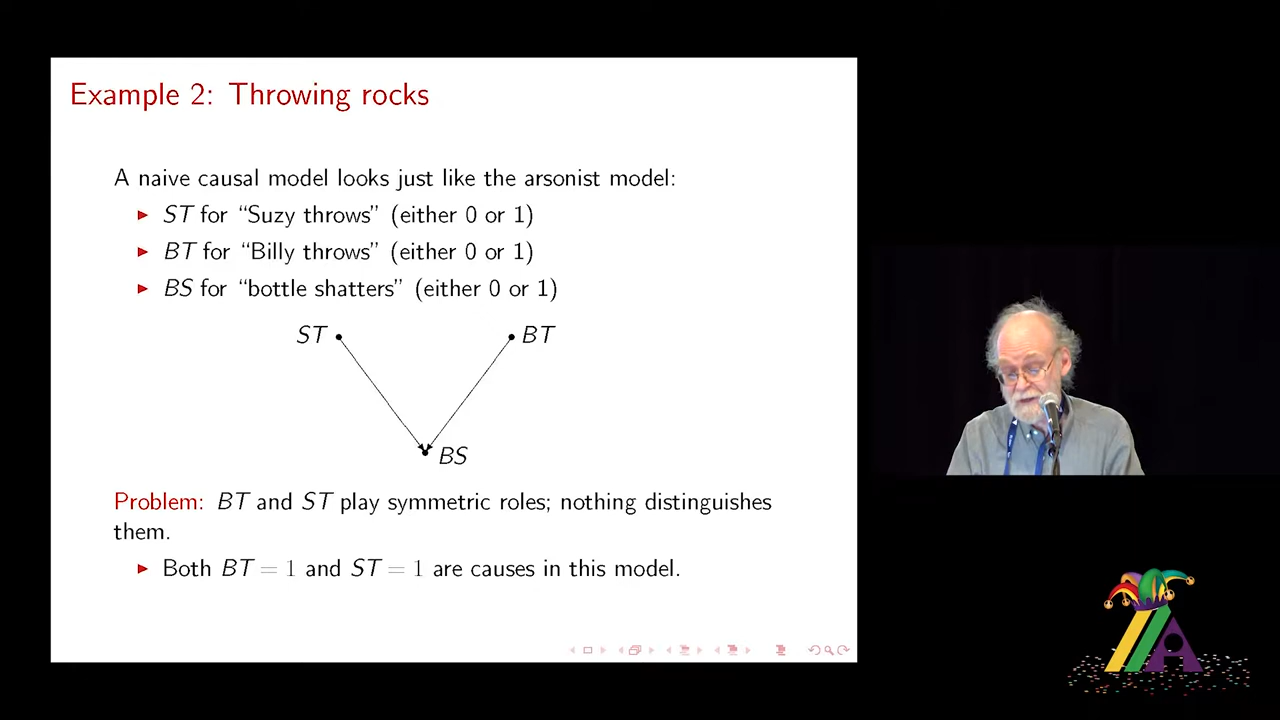 Example 2: Throwing rocks
A naive causal model looks just like the arsonist model:
ST for “Suzy throws” (either 0 or 1)
BT for “Billy throws” (either 0 or 1)
BS for “bottle shatters” (either 0 or 1)
ST BT
BS
Problem: BT and ST play symmetric roles; nothing distinguishes
them.
Both BT = 1 and ST = 1 are causes in this model.